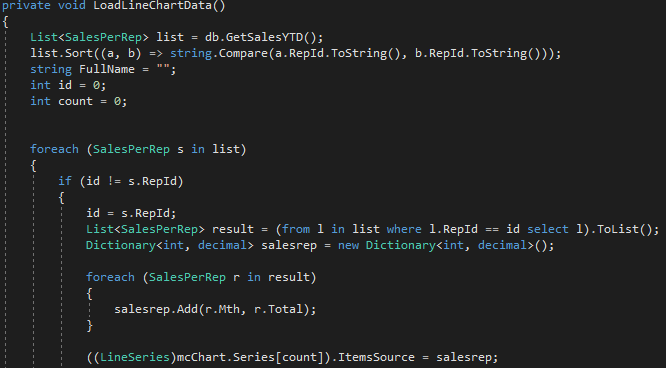 private void LoadLineChartData()
{
List<SalesPerRep> list = db.GetSalesYTD();
list.Sort((a, b) => string.Compare(a.RepId.ToString(), b.RepId.ToString()));
string FullName = "";
int id = 0;
int count = 0;
foreach (SalesPerRep s in list)
{
if (id != s.RepId)
{
id = s.RepId;
List<SalesPerRep> result = (from l in list where l.RepId == id select l).ToList();
Dictionary<int, decimal> salesrep = new Dictionary<int, decimal>();
foreach (SalesPerRep r in result)
{
salesrep.Add(r.Mth, r.Total);
}
((LineSeries)mcChart.Series[count]).ItemsSource = salesrep;